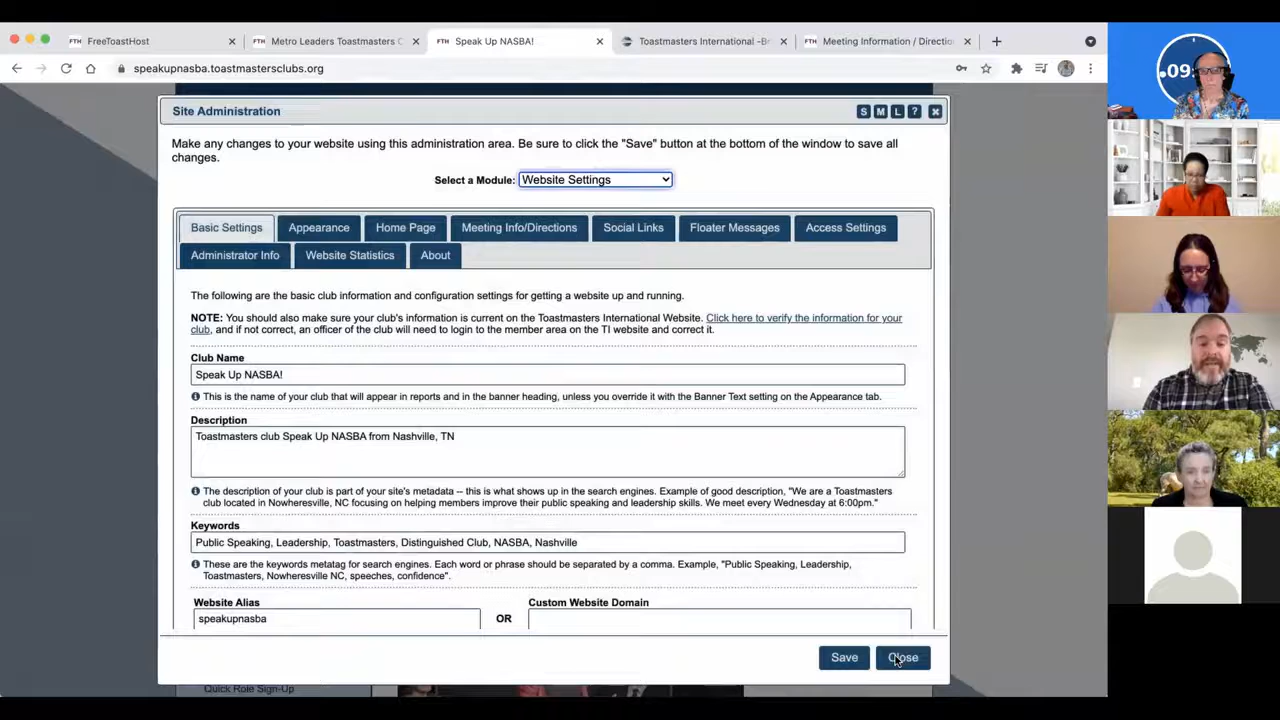 FTH FreeToastHost
FTH Metro Leaders Toastmasters C
FTH Speak Up NASBA!
Toastmasters International -Br
FTH Meeting Information / Directio
speakupnasba.toastmastersclubs.org
09
Site Administration
S M L ?
Make any changes to your website using this administration area. Be sure to click the "Save" button at the bottom of the window to save all
changes.
Select a Module: Website Settings
Basic Settings Appearance Home Page Meeting Info/Directions Social Links Floater Messages Access Settings
Administrator Info Website Statistics About
The following are the basic club information and configuration settings for getting a website up and running.
NOTE: You should also make sure your club's information is current on the Toastmasters International Website. Click here to verify the information for your
club, and if not correct, an officer of the club will need to login to the member area on the TI website and correct it.
Club Name
Speak Up NASBA!
This is the name of your club that will appear in reports and in the banner heading, unless you override it with the Banner Text setting on the Appearance tab.
Description
Toastmasters club Speak Up NASBA from Nashville, TN
The description of your club is part of your site's metadata -- this is what shows up in the search engines. Example of good description, "We are a Toastmasters
club located in Nowheresville, NC focusing on helping members improve their public speaking and leadership skills. We meet every Wednesday at 6:00pm."
Keywords
Public Speaking, Leadership, Toastmasters, Distinguished Club, NASBA, Nashville
These are the keywords metatag for search engines. Each word or phrase should be separated by a comma. Example, "Public Speaking, Leadership,
Toastmasters, Nowheresville NC, speeches, confidence".
Website Alias Custom Website Domain
speakupnasba OR
Save Close
Quick Role Sign-Up